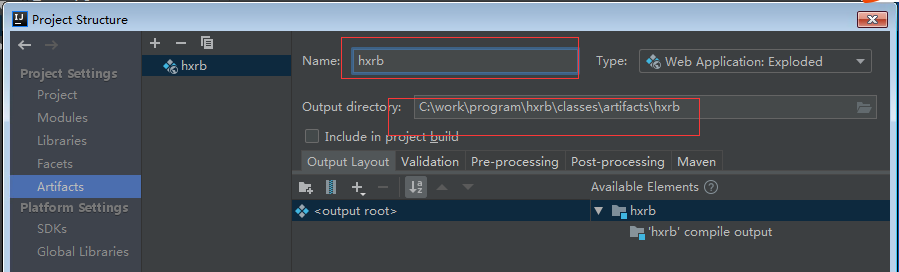 IJ Project Structure
Project Settings
Project
Modules
Libraries
Facets
Artifacts
Platform Settings
SDKs
Global Libraries
hxrb
Name: hxrb Type: Web Application: Exploded
Output directory: C:\work\program\hxrb\classes\artifacts\hxrb
Include in project build
Output Layout Validation Pre-processing Post-processing Maven
Available Elements ?
<output root> hxrb
'hxrb' compile output